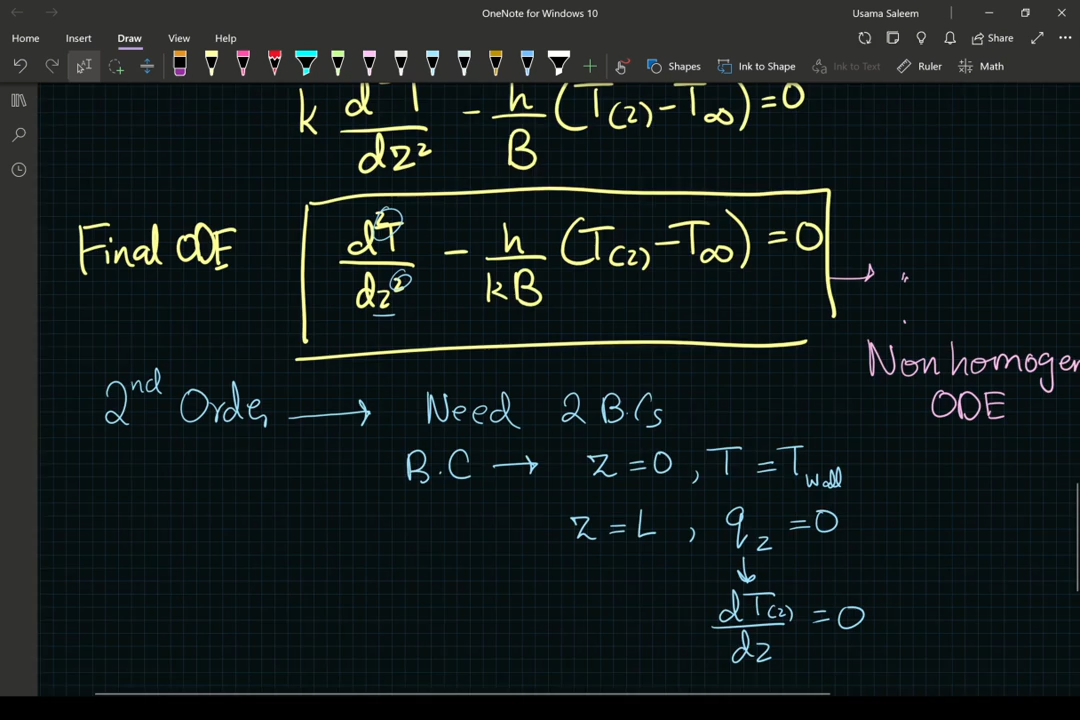 OneNote for Windows 10
Usama Saleem
Home Insert Draw View Help
Share
Shapes Ink to Shape Ink to Text Ruler Math
k d²T/dz² - h/B (T(z) - T∞) = 0
Final ODE d²T/dz² - h/kB (T(z) - T∞) = 0
Non homogen
ODE
2nd Order → Need 2 B.Cs
B.C → z = 0, T = Twall
z = L, qz = 0
↓
dT(z)/dz = 0